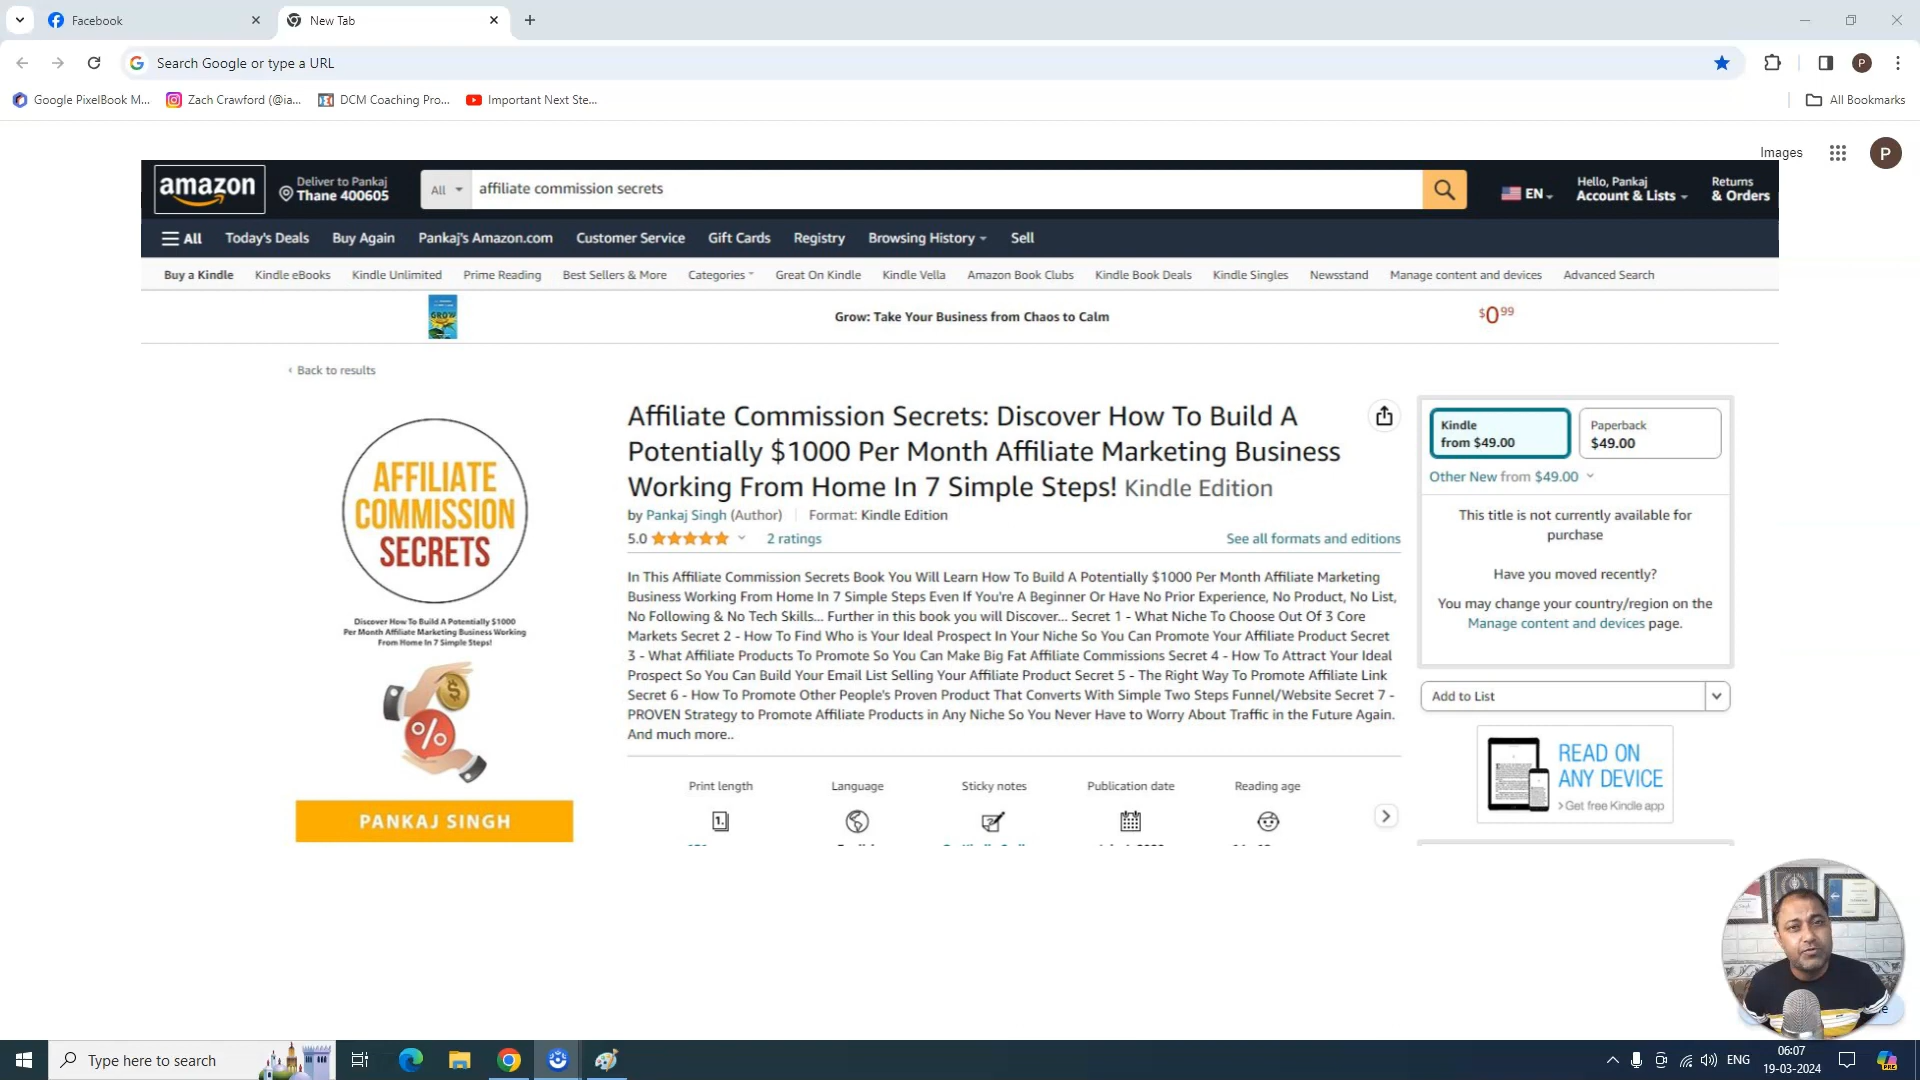 Facebook
New Tab
Search Google or type a URL
Google PixelBook M...
Zach Crawford (@ia...
DCM Coaching Pro...
Important Next Ste...
All Bookmarks
Images
P
amazon
Deliver to Pankaj
Thane 400605
All
affiliate commission secrets
EN
Hello, Pankaj
Account & Lists
Returns
& Orders
All
Today's Deals
Buy Again
Pankaj's Amazon.com
Customer Service
Gift Cards
Registry
Browsing History
Sell
Buy a Kindle
Kindle eBooks
Kindle Unlimited
Prime Reading
Best Sellers & More
Categories
Great On Kindle
Kindle Vella
Amazon Book Clubs
Kindle Book Deals
Kindle Singles
Newsstand
Manage content and devices
Advanced Search
GROW
Grow: Take Your Business from Chaos to Calm
$0.99
‹ Back to results
AFFILIATE
COMMISSION
SECRETS
Discover How To Build A Potentially $1000
Per Month Affiliate Marketing Business Working
From Home In 7 Simple Steps!
%
PANKAJ SINGH
Affiliate Commission Secrets: Discover How To Build A
Potentially $1000 Per Month Affiliate Marketing Business
Working From Home In 7 Simple Steps! Kindle Edition
by Pankaj Singh (Author) | Format: Kindle Edition
5.0 2 ratings
See all formats and editions
In This Affiliate Commission Secrets Book You Will Learn How To Build A Potentially $1000 Per Month Affiliate Marketing
Business Working From Home In 7 Simple Steps Even If You're A Beginner Or Have No Prior Experience, No Product, No List,
No Following & No Tech Skills... Further in this book you will Discover... Secret 1 - What Niche To Choose Out Of 3 Core
Markets Secret 2 - How To Find Who is Your Ideal Prospect In Your Niche So You Can Promote Your Affiliate Product Secret
3 - What Affiliate Products To Promote So You Can Make Big Fat Affiliate Commissions Secret 4 - How To Attract Your Ideal
Prospect So You Can Build Your Email List Selling Your Affiliate Product Secret 5 - The Right Way To Promote Affiliate Link
Secret 6 - How To Promote Other People's Proven Product That Converts With Simple Two Steps Funnel/Website Secret 7 -
PROVEN Strategy to Promote Affiliate Products in Any Niche So You Never Have to Worry About Traffic in the Future Again.
And much more..
Print length
Language
Sticky notes
Publication date
Reading age
Kindle
from $49.00
Paperback
$49.00
Other New from $49.00
This title is not currently available for
purchase
Have you moved recently?
You may change your country/region on the
Manage content and devices page.
Add to List
READ ON
ANY DEVICE
›Get free Kindle app
Type here to search
ENG
06:07
19-03-2024